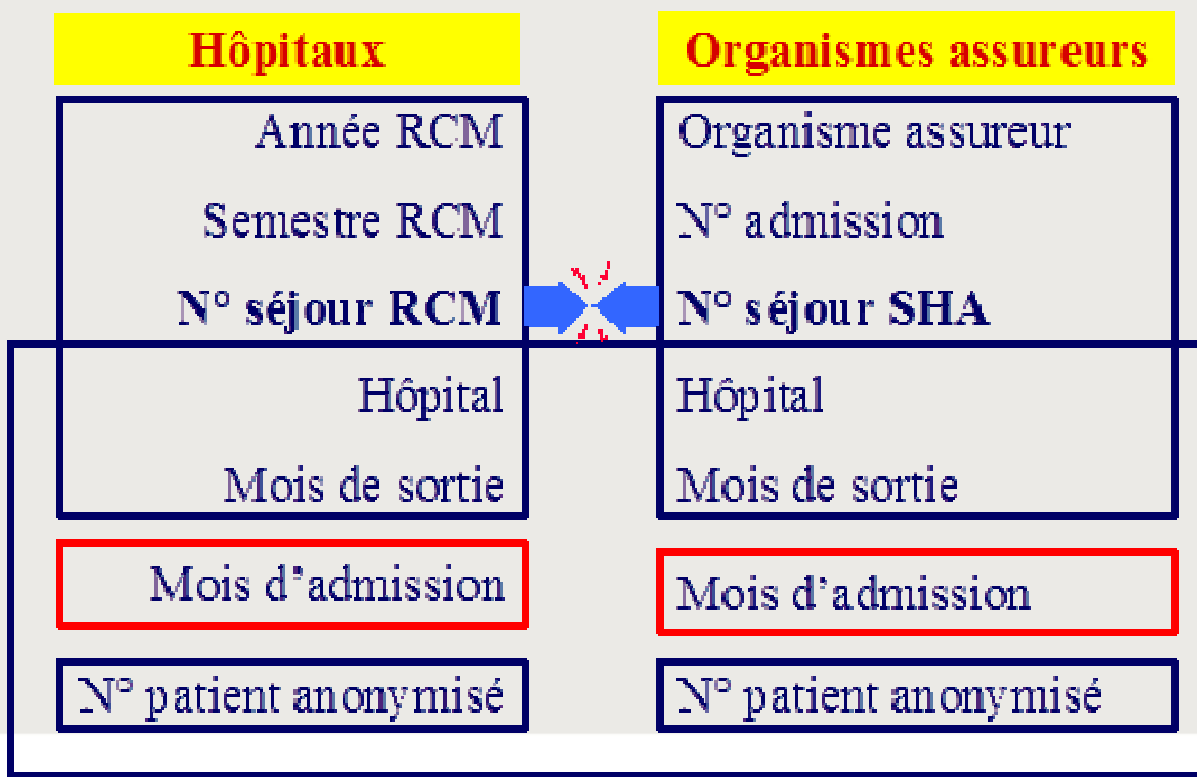 Hôpitaux
Année RCM
Semestre RCM
N° séjour RCM
Hôpital
Mois de sortie
Mois d'admission
N° patient anonymisé
Organismes assureurs
Organisme assureur
N° admission
N° séjour SHA
Hôpital
Mois de sortie
Mois d'admission
N° patient anonymisé